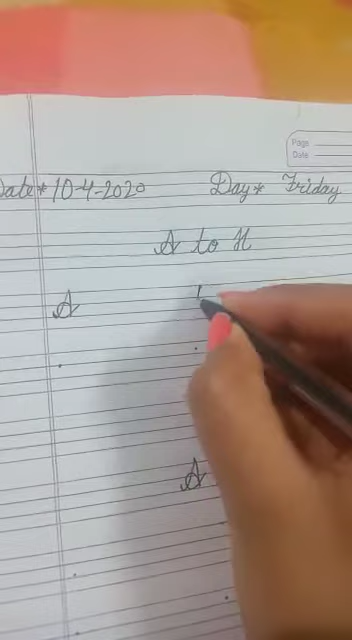 Page
Date
Date* 10-4-2020 Day* Friday
A to H
A
A